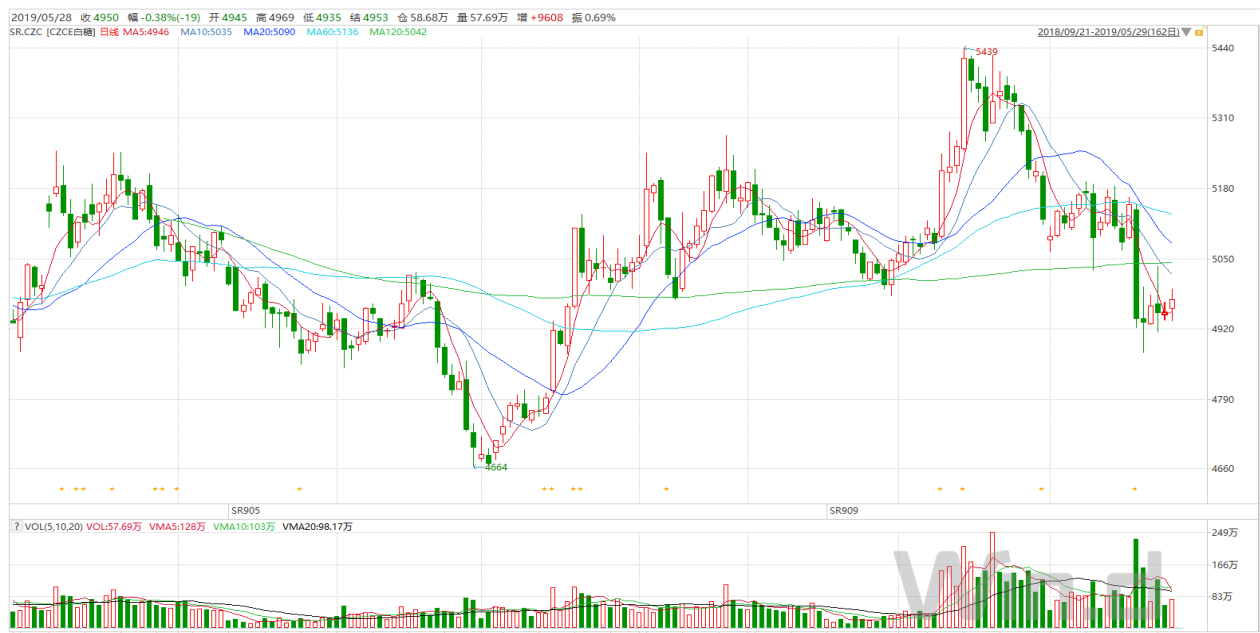 2019/05/28 收 4950 幅 -0.38%(-19) 开 4945 高 4969 低 4935 结 4953 仓 58.68万 量 57.69万 增 +9608 振 0.69%
SR.CZC [CZCE白糖] 日线 MA5:4946 MA10:5035 MA20:5090 MA60:5136 MA120:5042 2018/09/21-2019/05/29(162日)
5440
5439
5310
5180
5050
4920
4790
4664
4660
SR905 SR909
? VOL(5,10,20) VOL:57.69万 VMA5:128万 VMA10:103万 VMA20:98.17万
249万
166万
83万
Wind